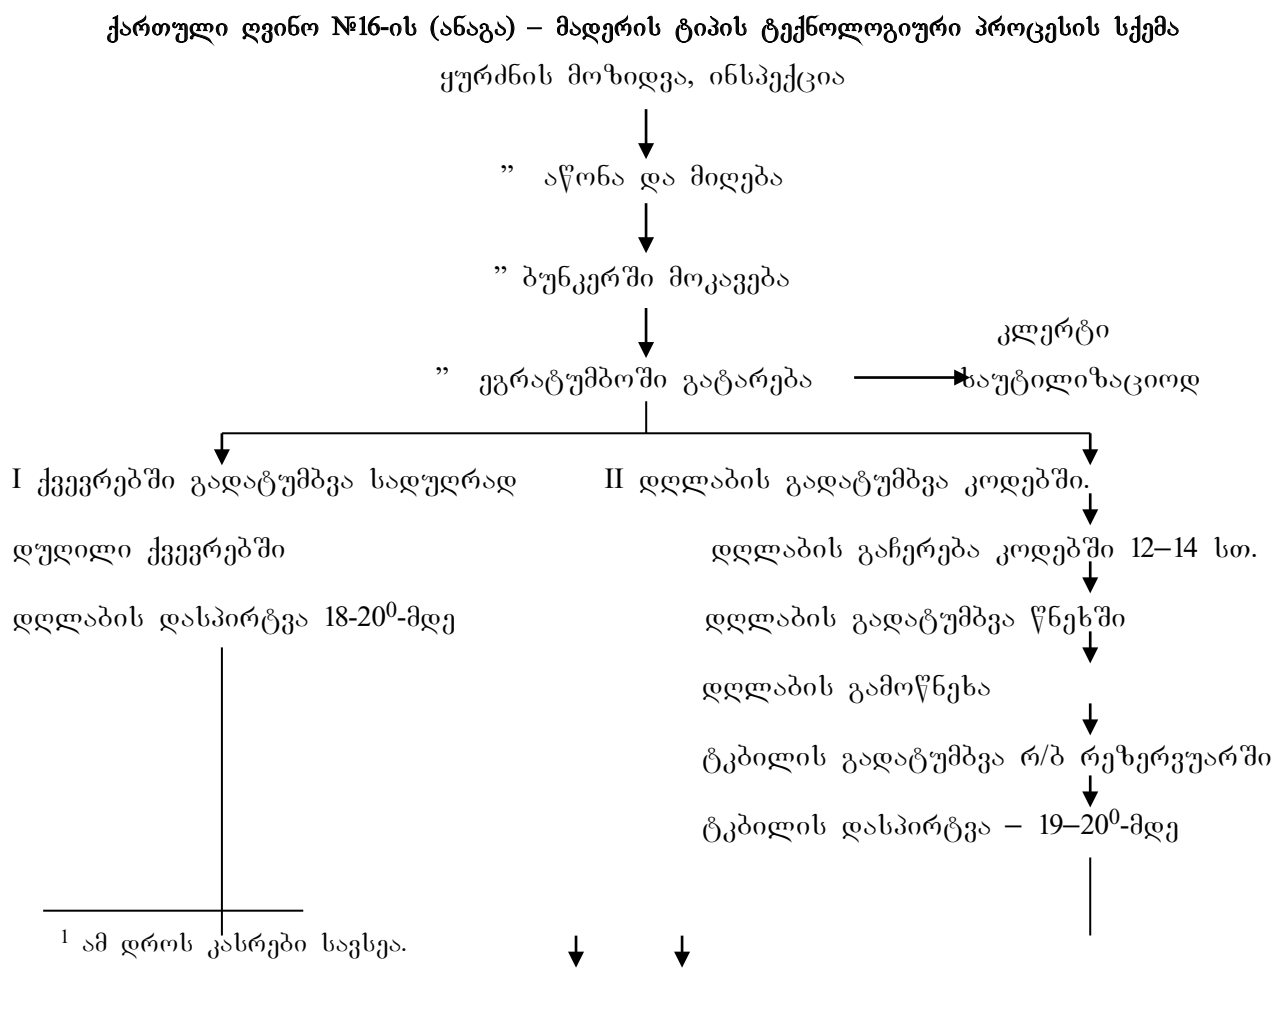 ქართული ღვინო №16-ის (ანაგა) – მადერის ტიპის ტექნოლოგიური პროცესის სქემა
ყურძნის მოზიდვა, ინსპექცია
” აწონა და მიღება
” ბუნკერში მოკავება
კლერტი
” ეგრატუმბოში გატარება
საუტილიზაციოდ
I ქვევრებში გადატუმბვა სადუღრად
II დღლაბის გადატუმბვა კოდებში.
დუღილი ქვევრებში
დღლაბის გაჩერება კოდებში 12–14 სთ.
დღლაბის დასპირტვა 18-20⁰-მდე
დღლაბის გადატუმბვა წნეხში
დღლაბის გამოწნეხა
ტკბილის გადატუმბვა რ/ბ რეზერვუარში
ტკბილის დასპირტვა – 19–20⁰-მდე
¹ ამ დროს კასრები სავსეა.